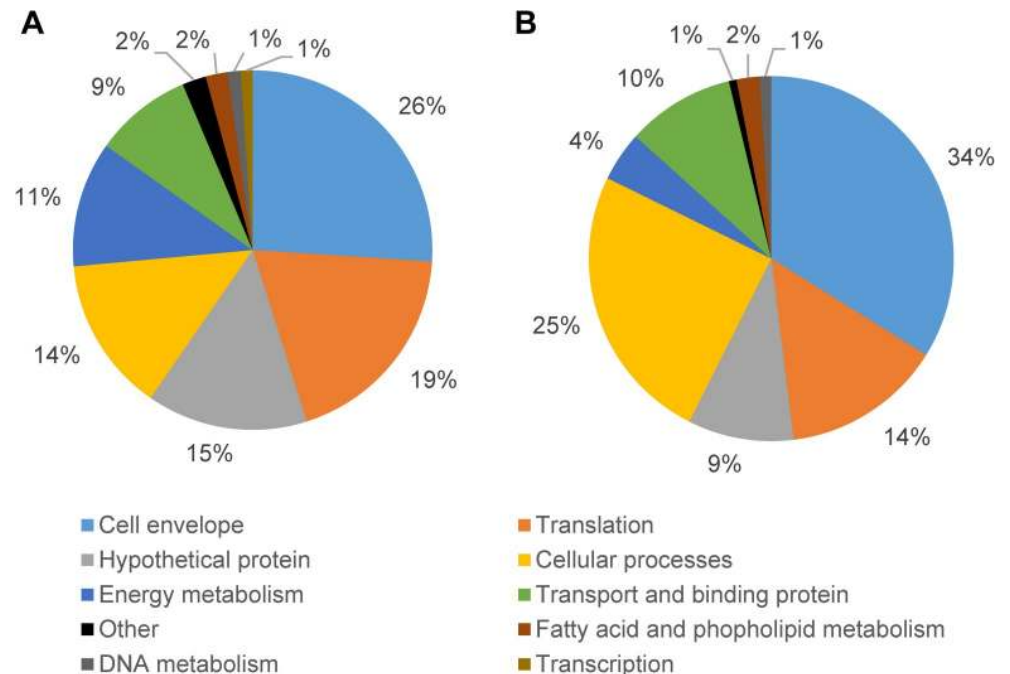 A
B
2%
2%
1%
1%
9%
26%
11%
14%
19%
15%
1%
2%
1%
10%
4%
34%
25%
14%
9%
Cell envelope
Translation
Hypothetical protein
Cellular processes
Energy metabolism
Transport and binding protein
Other
Fatty acid and phopholipid metabolism
DNA metabolism
Transcription